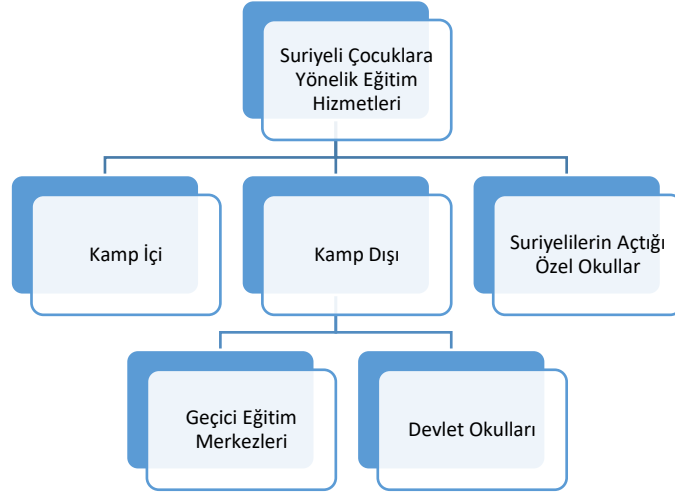 Suriyeli Çocuklara
Yönelik Eğitim
Hizmetleri
Kamp İçi
Kamp Dışı
Suriyelilerin Açtığı
Özel Okullar
Geçici Eğitim
Merkezleri
Devlet Okulları